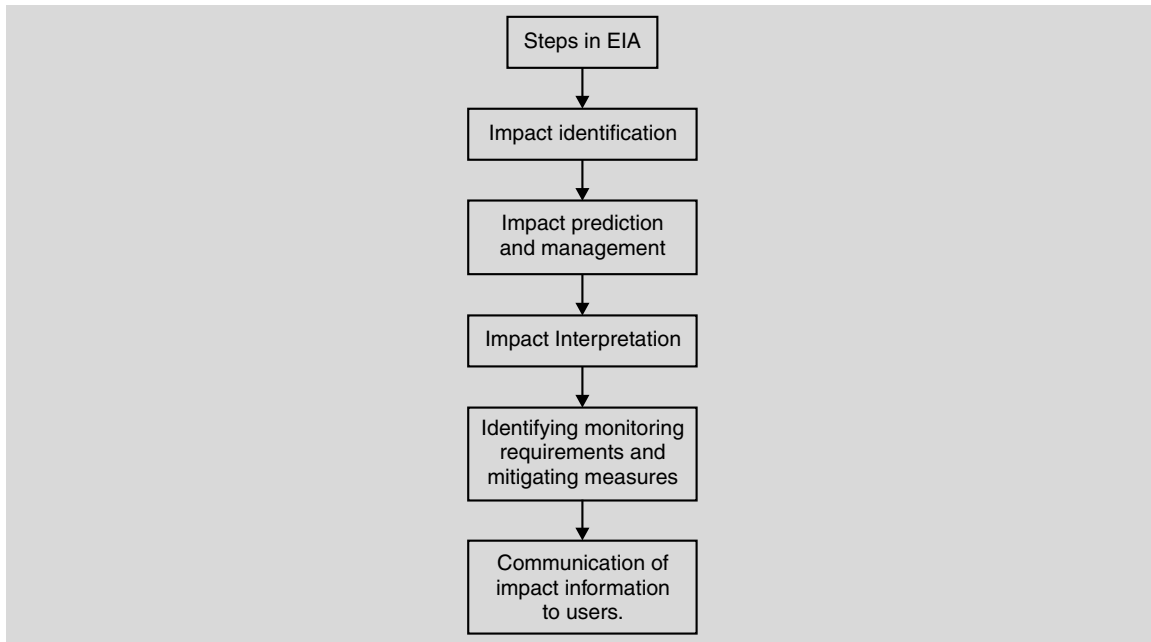 Steps in EIA
Impact identification
Impact prediction
and management
Impact Interpretation
Identifying monitoring
requirements and
mitigating measures
Communication of
impact information
to users.